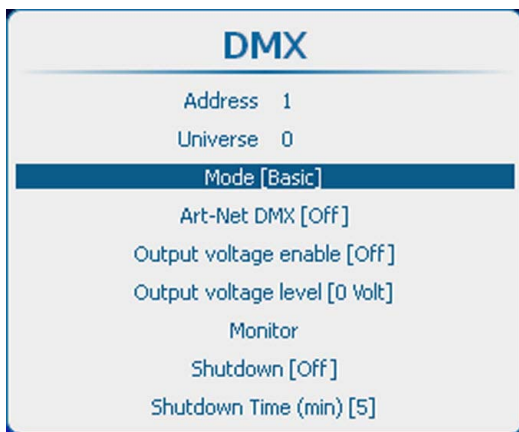 DMX
Address 1
Universe 0
Mode [Basic]
Art-Net DMX [Off]
Output voltage enable [Off]
Output voltage level [0 Volt]
Monitor
Shutdown [Off]
Shutdown Time (min) [5]